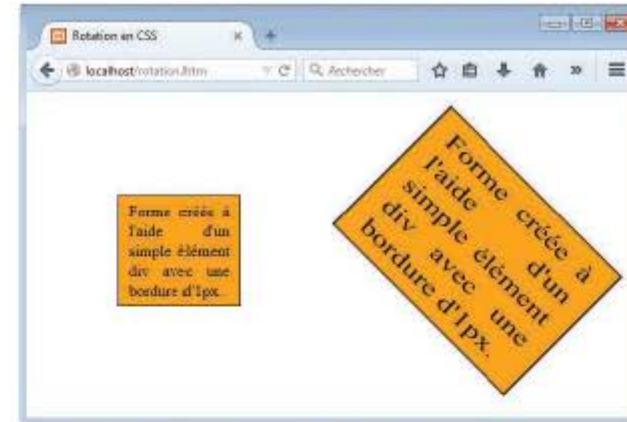 Rotation en CSS
localhost/rotation.htm
Rechercher
Forme créée à
l'aide d'un
simple élément
div avec une
bordure d'1px.
Forme créée à
l'aide d'un
simple élément
div avec une
bordure d'1px.